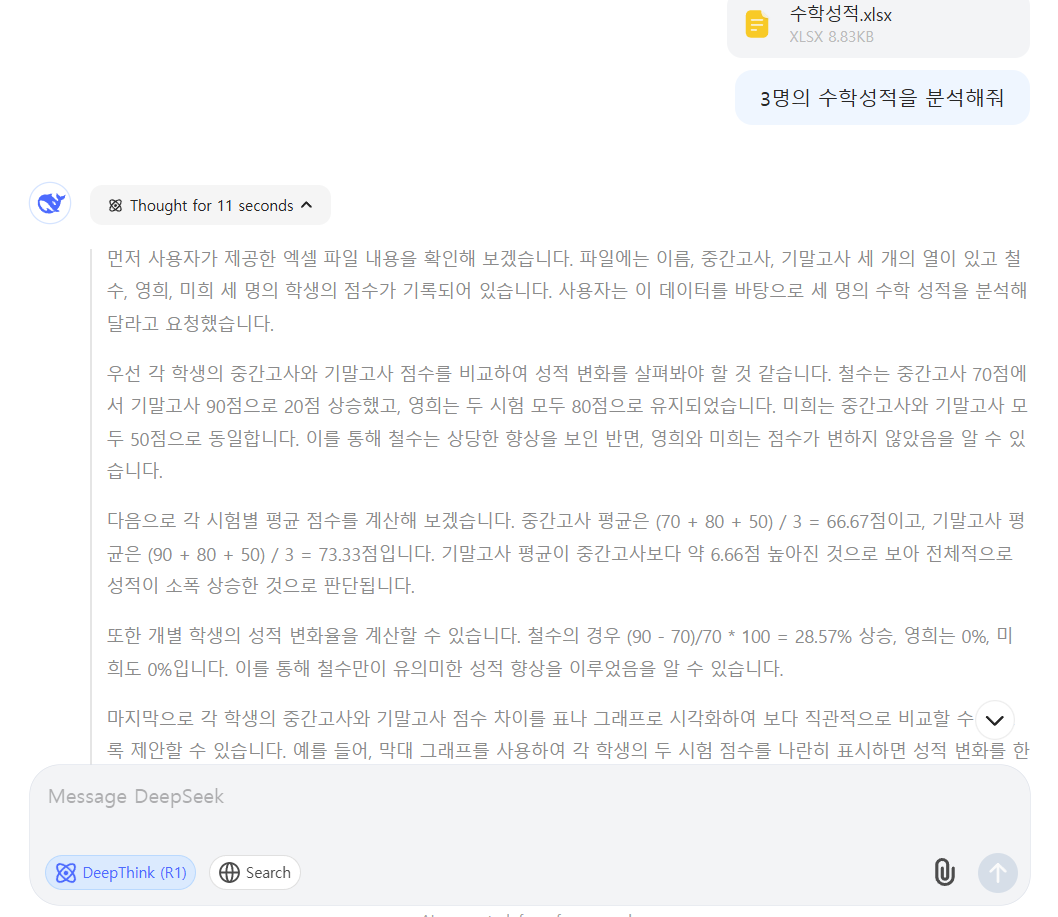 수학성적.xlsx
XLSX 8.83KB
3명의 수학성적을 분석해줘
Thought for 11 seconds
먼저 사용자가 제공한 엑셀 파일 내용을 확인해 보겠습니다. 파일에는 이름, 중간고사, 기말고사 세 개의 열이 있고 철
수, 영희, 미희 세 명의 학생의 점수가 기록되어 있습니다. 사용자는 이 데이터를 바탕으로 세 명의 수학 성적을 분석해
달라고 요청했습니다.
우선 각 학생의 중간고사와 기말고사 점수를 비교하여 성적 변화를 살펴봐야 할 것 같습니다. 철수는 중간고사 70점에
서 기말고사 90점으로 20점 상승했고, 영희는 두 시험 모두 80점으로 유지되었습니다. 미희는 중간고사와 기말고사 모
두 50점으로 동일합니다. 이를 통해 철수는 상당한 향상을 보인 반면, 영희와 미희는 점수가 변하지 않았음을 알 수 있
습니다.
다음으로 각 시험별 평균 점수를 계산해 보겠습니다. 중간고사 평균은 (70 + 80 + 50) / 3 = 66.67점이고, 기말고사 평
균은 (90 + 80 + 50) / 3 = 73.33점입니다. 기말고사 평균이 중간고사보다 약 6.66점 높아진 것으로 보아 전체적으로
성적이 소폭 상승한 것으로 판단됩니다.
또한 개별 학생의 성적 변화율을 계산할 수 있습니다. 철수의 경우 (90 - 70)/70 * 100 = 28.57% 상승, 영희는 0%, 미
희도 0%입니다. 이를 통해 철수만이 유의미한 성적 향상을 이루었음을 알 수 있습니다.
마지막으로 각 학생의 중간고사와 기말고사 점수 차이를 표나 그래프로 시각화하여 보다 직관적으로 비교할 수
록 제안할 수 있습니다. 예를 들어, 막대 그래프를 사용하여 각 학생의 두 시험 점수를 나란히 표시하면 성적 변화를 한
Message DeepSeek
DeepThink (R1)
Search